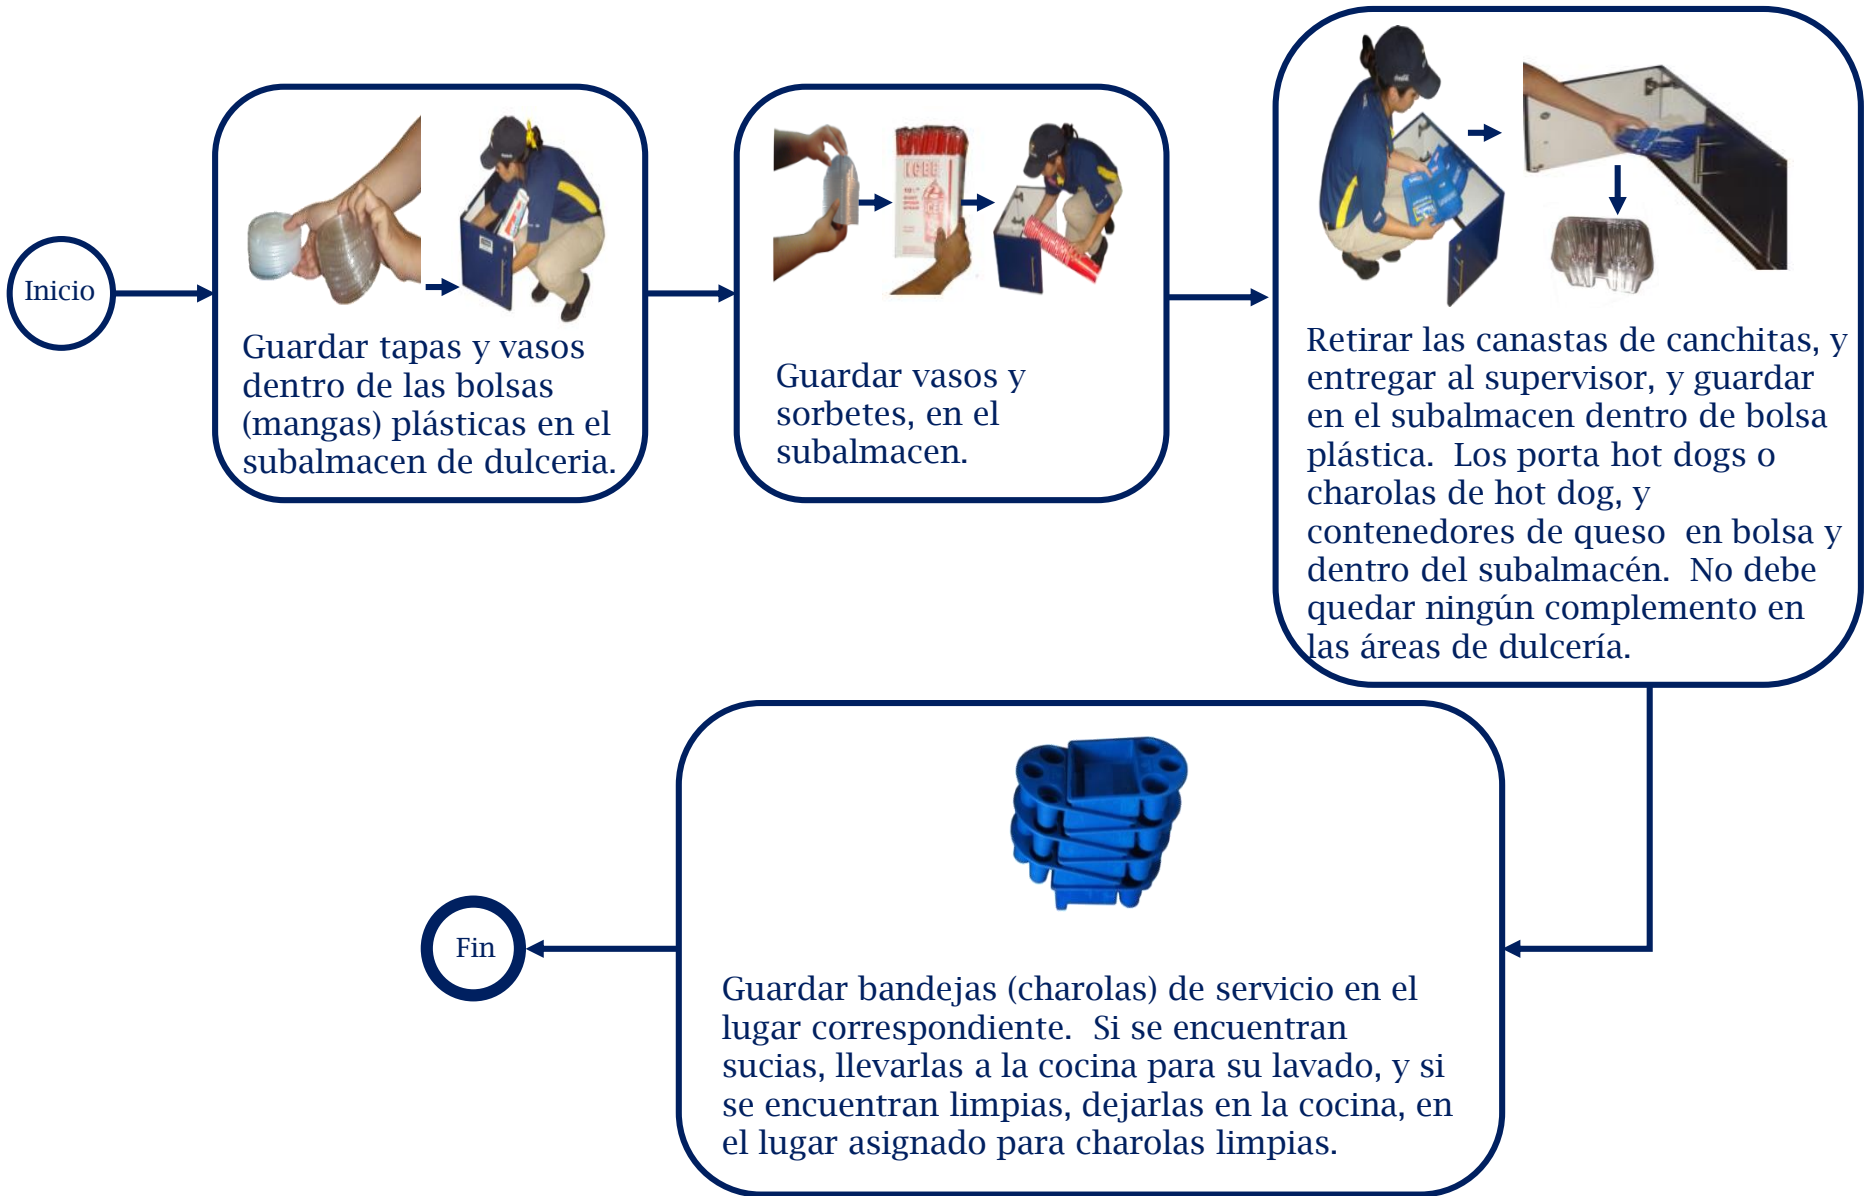 Inicio
Guardar tapas y vasos
dentro de las bolsas
(mangas) plásticas en el
subalmacen de dulceria.
ICEE
Guardar vasos y
sorbetes, en el
subalmacen.
Retirar las canastas de canchitas, y
entregar al supervisor, y guardar
en el subalmacen dentro de bolsa
plástica.  Los porta hot dogs o
charolas de hot dog, y
contenedores de queso  en bolsa y
dentro del subalmacén.  No debe
quedar ningún complemento en
las áreas de dulcería.
Guardar bandejas (charolas) de servicio en el
lugar correspondiente.  Si se encuentran
sucias, llevarlas a la cocina para su lavado, y si
se encuentran limpias, dejarlas en la cocina, en
el lugar asignado para charolas limpias.
Fin